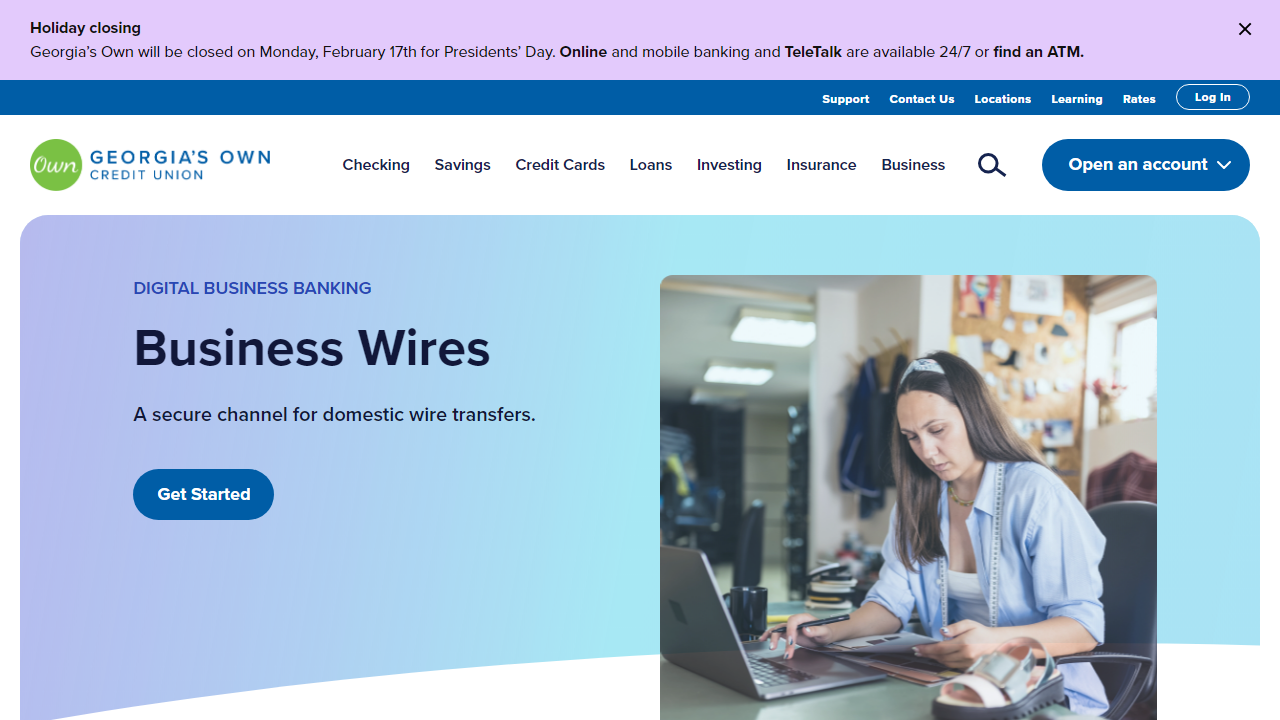 Holiday closing
Georgia’s Own will be closed on Monday, February 17th for Presidents’ Day. Online and mobile banking and TeleTalk are available 24/7 or find an ATM.
Support Contact Us Locations Learning Rates Log In
Own GEORGIA’S OWN
CREDIT UNION
Checking Savings Credit Cards Loans Investing Insurance Business Open an account
DIGITAL BUSINESS BANKING
Business Wires
A secure channel for domestic wire transfers.
Get Started